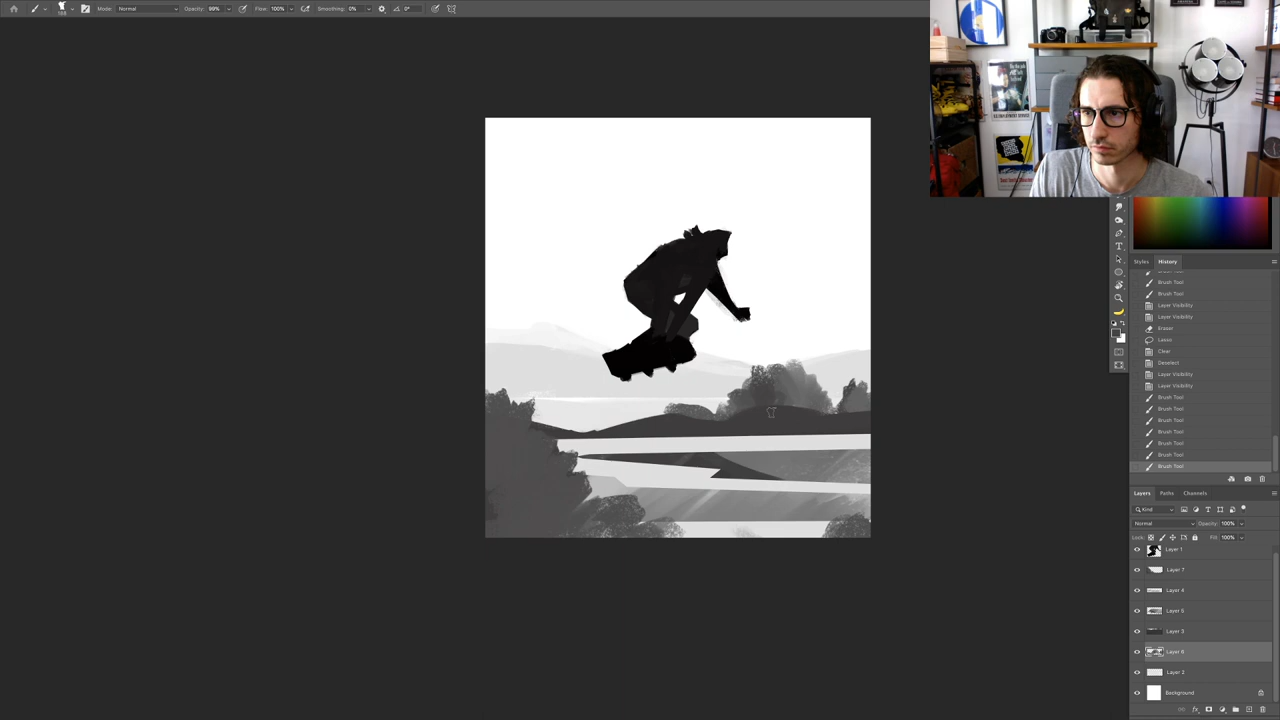 188
Mode: Normal
Opacity: 99%
Flow: 100%
Smoothing: 0%
0°
Styles
History
Brush Tool
Brush Tool
Layer Visibility
Layer Visibility
Eraser
Lasso
Clear
Deselect
Layer Visibility
Layer Visibility
Brush Tool
Brush Tool
Brush Tool
Brush Tool
Brush Tool
Brush Tool
Brush Tool
Layers
Paths
Channels
Kind
Normal
Opacity: 100%
Lock:
Fill: 100%
Layer 1
Layer 7
Layer 4
Layer 5
Layer 3
Layer 6
Layer 2
Background